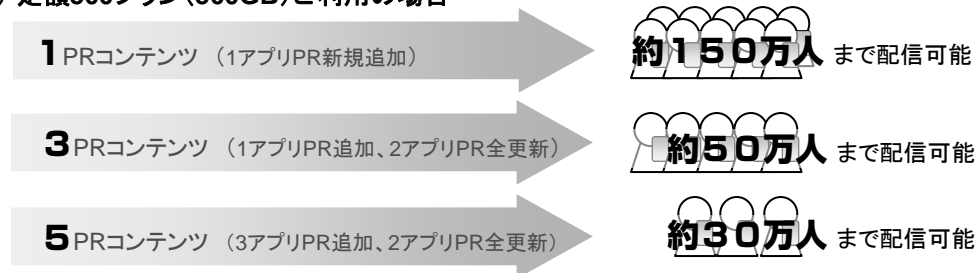 定額500プラン（500GB）ご利用の場合
1 PRコンテンツ （1アプリPR新規追加）
約150万人 まで配信可能
3 PRコンテンツ （1アプリPR追加、2アプリPR全更新）
約50万人 まで配信可能
5 PRコンテンツ （3アプリPR追加、2アプリPR全更新）
約30万人 まで配信可能